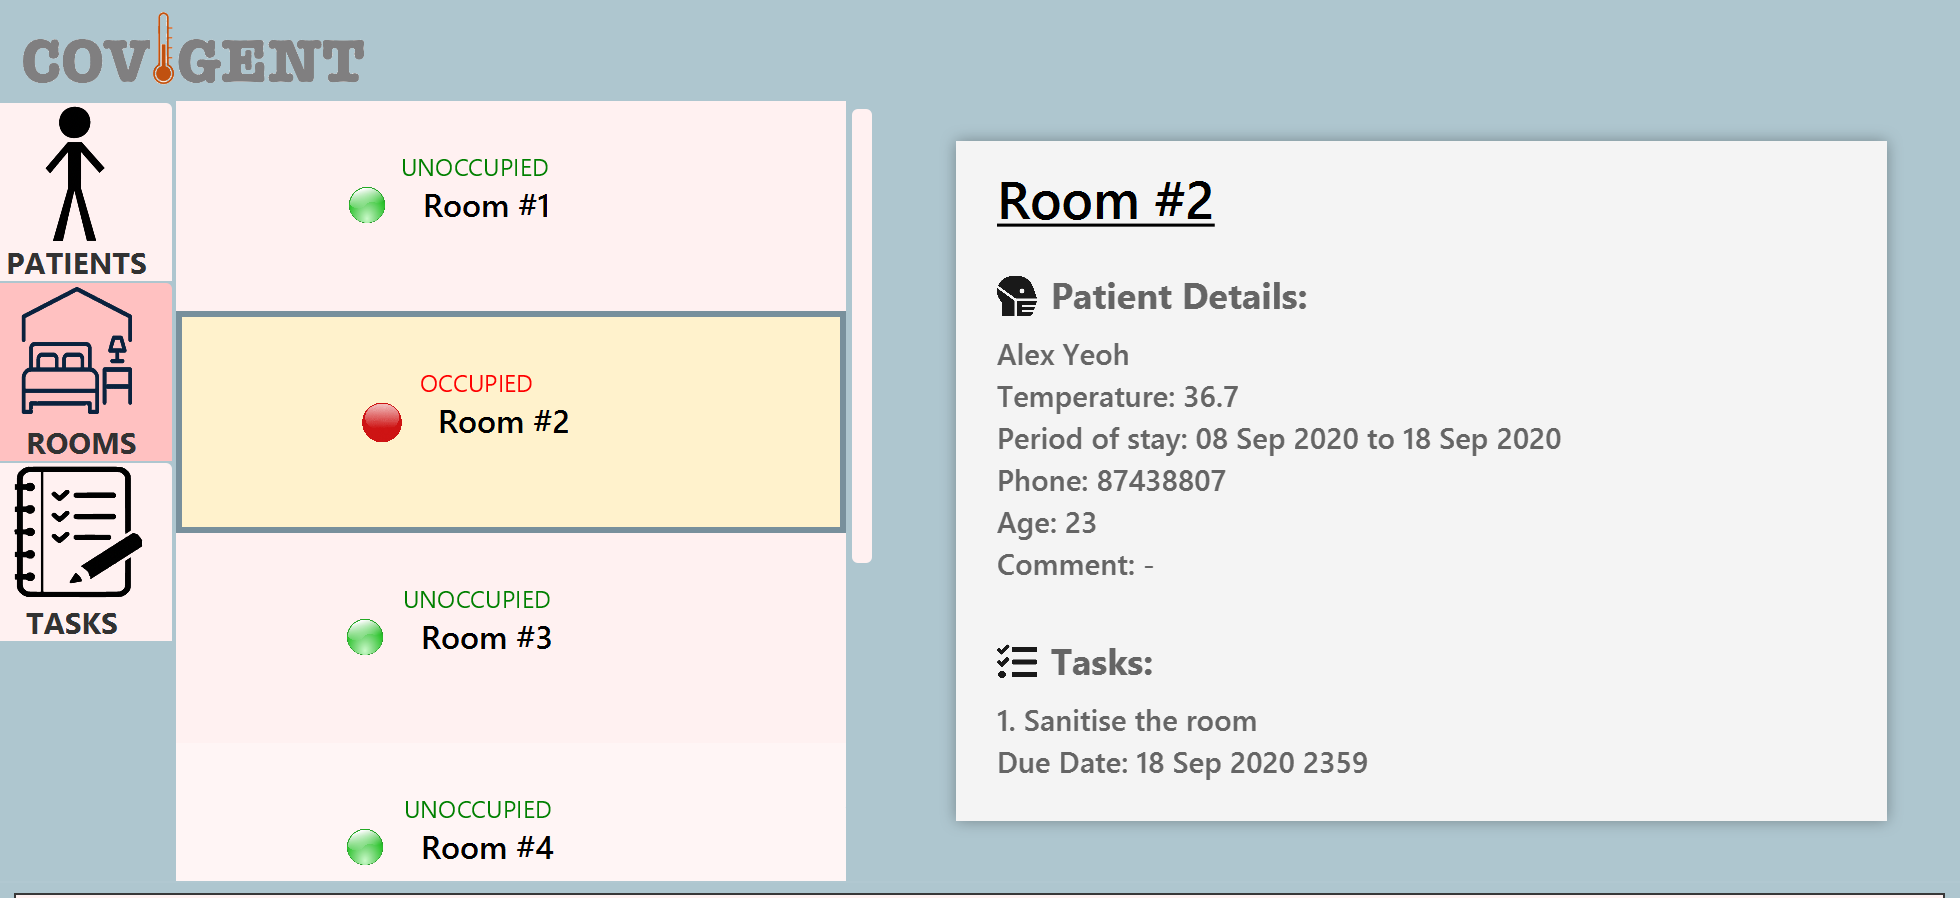 COVIGENT
PATIENTS
ROOMS
TASKS
UNOCCUPIED
Room #1
OCCUPIED
Room #2
UNOCCUPIED
Room #3
UNOCCUPIED
Room #4
Room #2
Patient Details:
Alex Yeoh
Temperature: 36.7
Period of stay: 08 Sep 2020 to 18 Sep 2020
Phone: 87438807
Age: 23
Comment: -
Tasks:
1. Sanitise the room
Due Date: 18 Sep 2020 2359